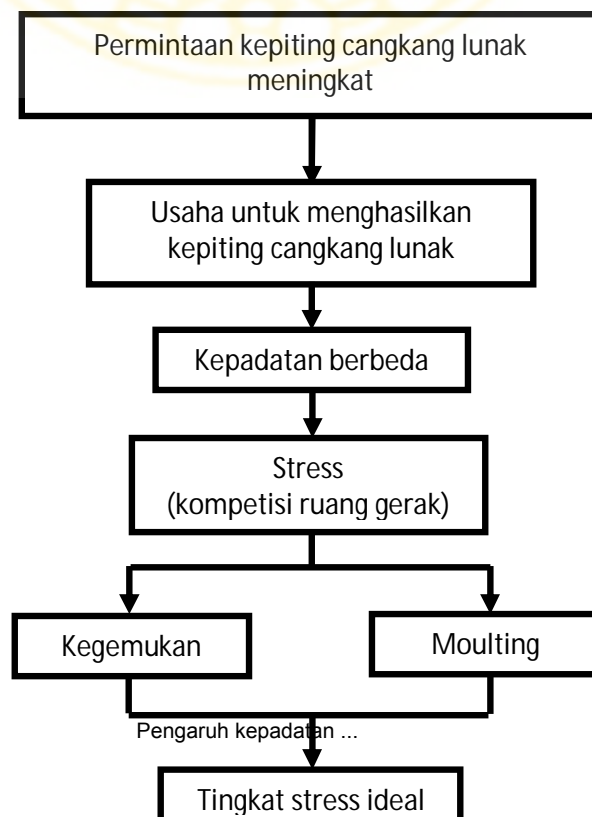 Permintaan kepiting cangkang lunak
meningkat
Usaha untuk menghasilkan
kepiting cangkang lunak
Kepadatan berbeda
Stress
(kompetisi ruang gerak)
Kegemukan
Moulting
Pengaruh kepadatan ...
Tingkat stress ideal